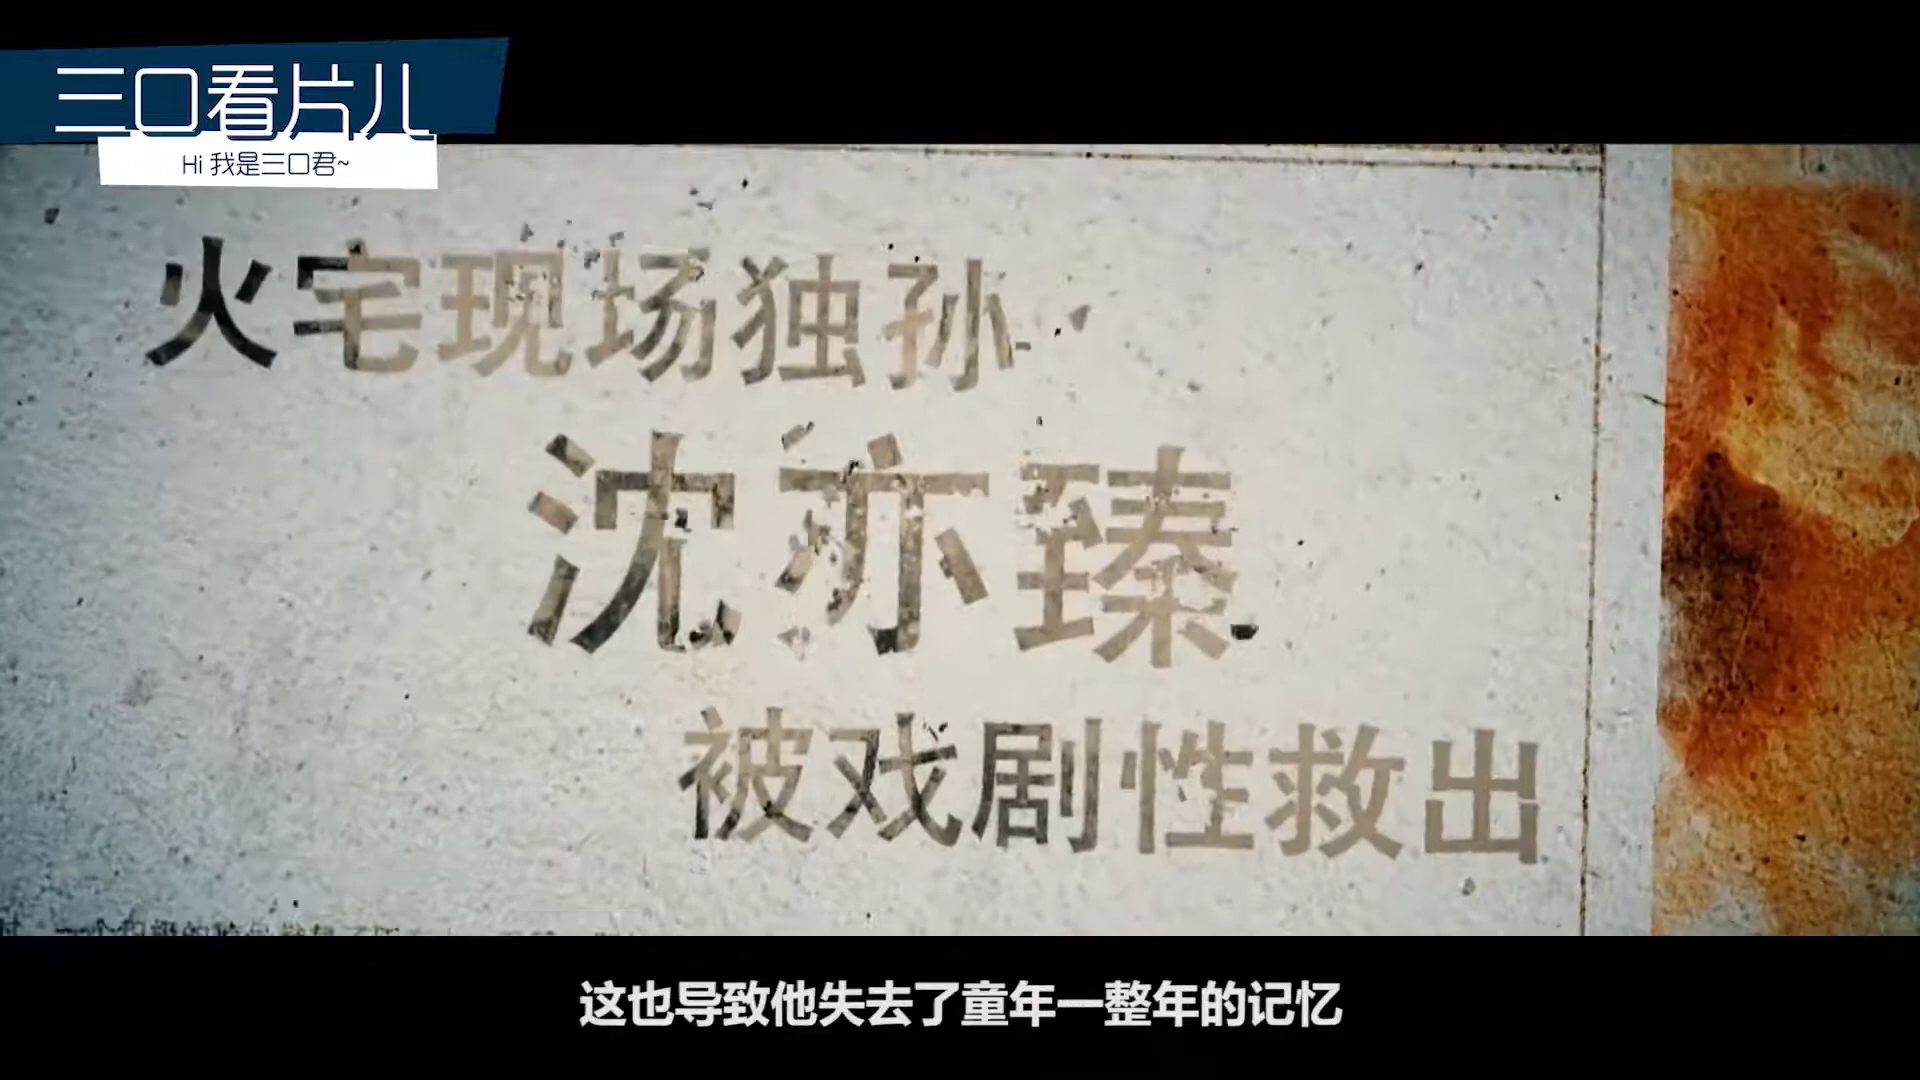 三口看片儿
Hi 我是三口君~
火宅现场独孙
沈亦臻
被戏剧性救出
这也导致他失去了童年一整年的记忆